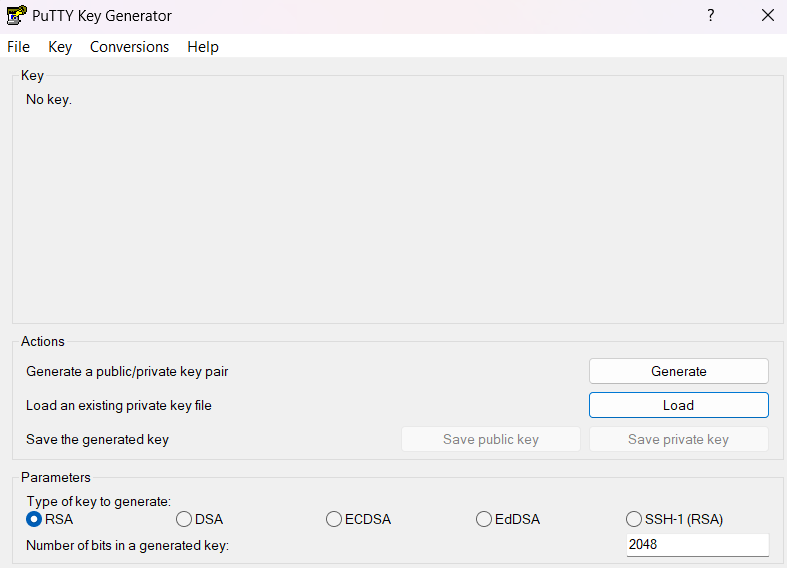 PuTTY Key Generator ?
File Key Conversions Help
Key
No key.
Actions
Generate a public/private key pair Generate
Load an existing private key file Load
Save the generated key Save public key Save private key
Parameters
Type of key to generate:
RSA DSA ECDSA EdDSA SSH-1 (RSA)
Number of bits in a generated key: 2048